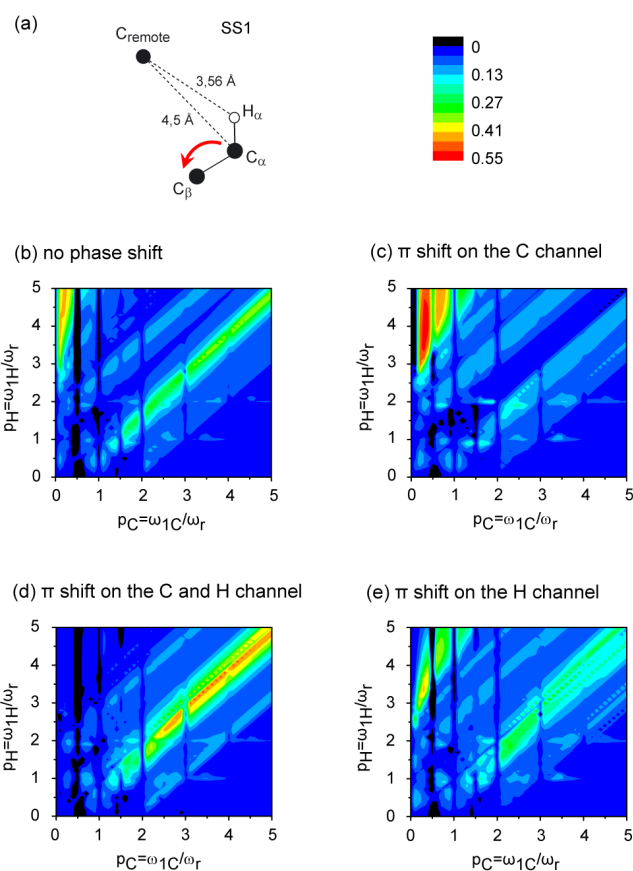 (a)
SS1
C_remote
3,56 Å
4,5 Å
H_α
C_α
C_β
0
0.13
0.27
0.41
0.55
(b) no phase shift
(c) π shift on the C channel
5
4
3
2
1
0
p_H=ω_1H/ω_r
0 1 2 3 4 5
p_C=ω_1C/ω_r
5
4
3
2
1
0
p_H=ω_1H/ω_r
0 1 2 3 4 5
p_C=ω_1C/ω_r
(d) π shift on the C and H channel
(e) π shift on the H channel
5
4
3
2
1
0
p_H=ω_1H/ω_r
0 1 2 3 4 5
p_C=ω_1C/ω_r
5
4
3
2
1
0
p_H=ω_1H/ω_r
0 1 2 3 4 5
p_C=ω_1C/ω_r